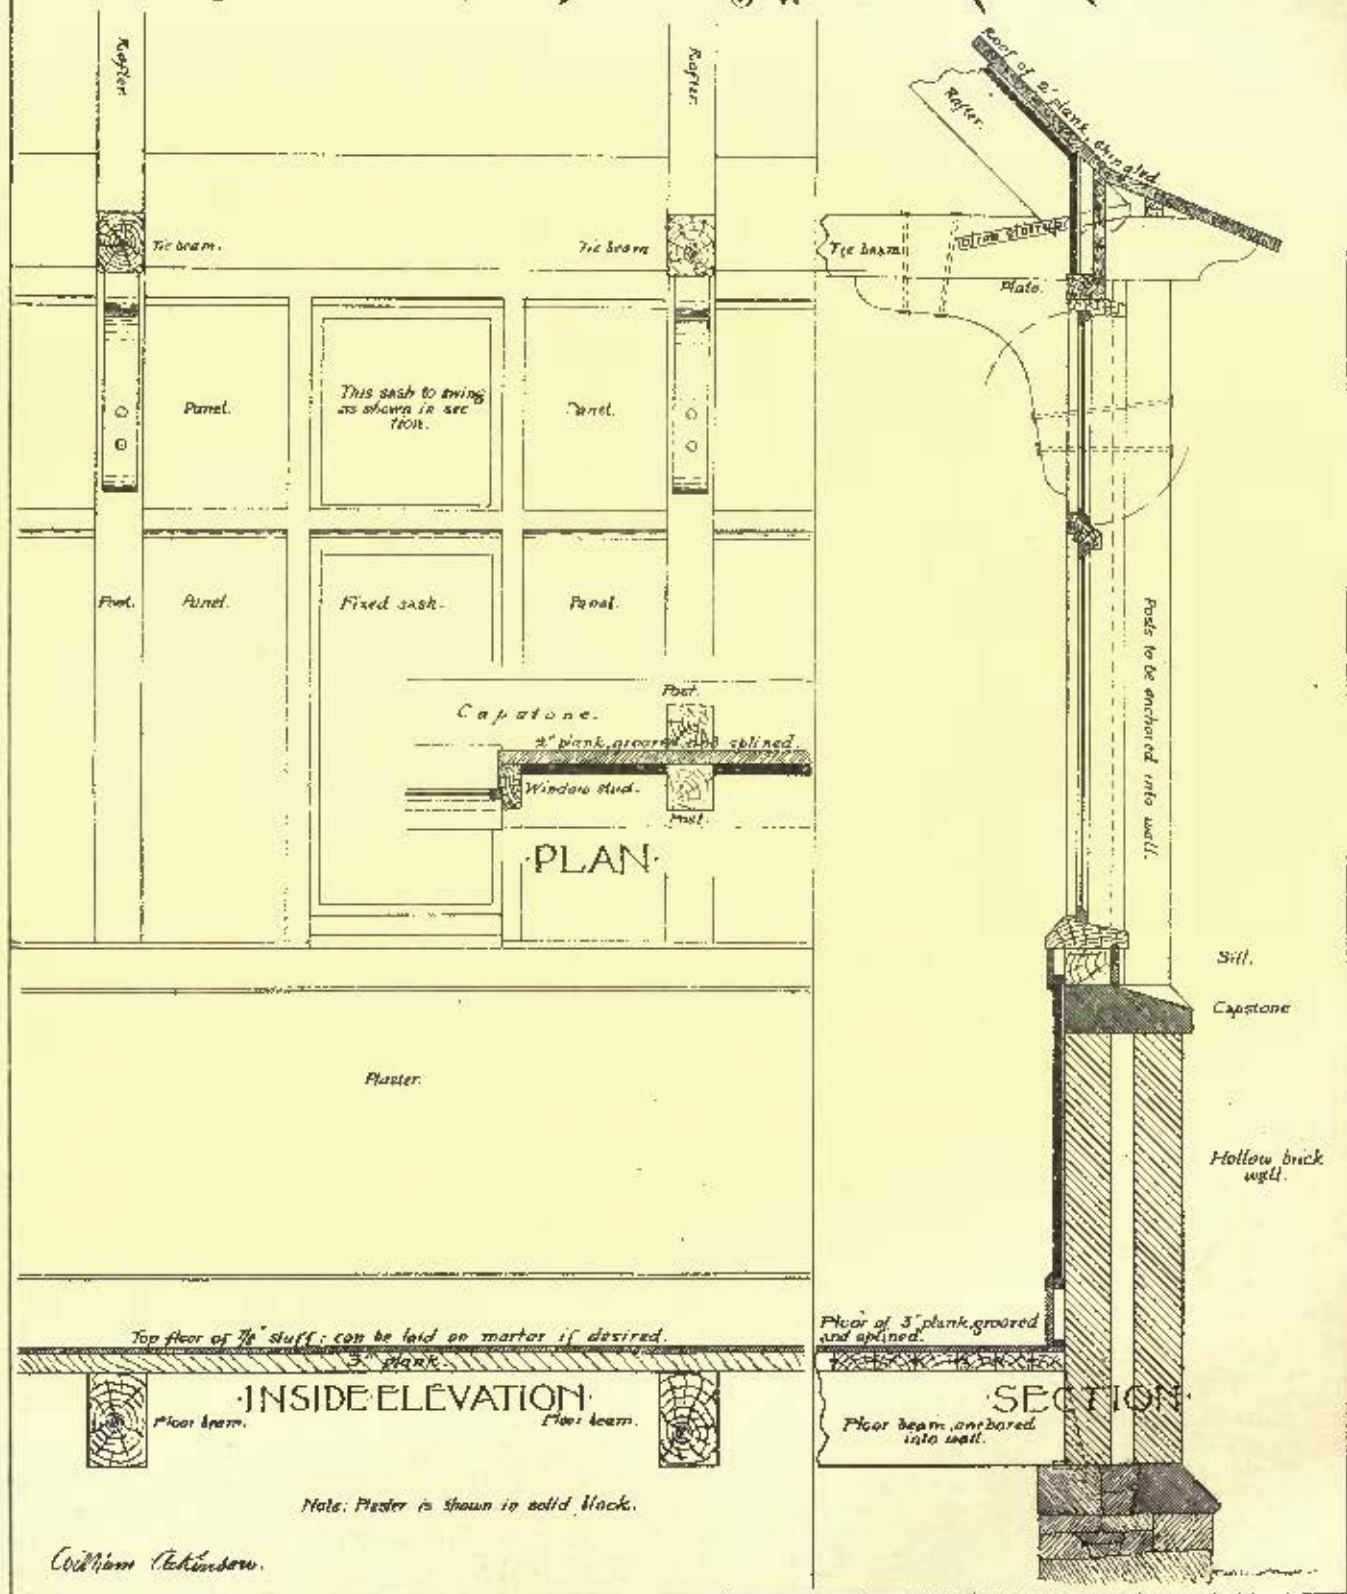 Rafter.
Rafter.
Roof of 2" plank, shingled
Rafter.
Tie beam.
Tie beam
Tie beam
iron stirrup
Plate.
Panel.
This sash to swing
as shown in sec
tion.
Panel.
Post.
Panel.
Fixed sash.
Panel.
Posts to be anchored into wall.
Post.
Capstone.
2" plank, grooved and splined.
Window stud.
Post.
·PLAN·
Sill.
Capstone
Plaster.
Hollow brick
wall.
Top floor of 7/8" stuff: can be laid on mortar if desired.
3" plank.
Floor of 3" plank, grooved
and splined.
·INSIDE ELEVATION·
·SECTION·
Floor beam.
Floor beam.
Floor beam, anchored
into wall.
Note: Plaster is shown in solid black.
William Atkinson.